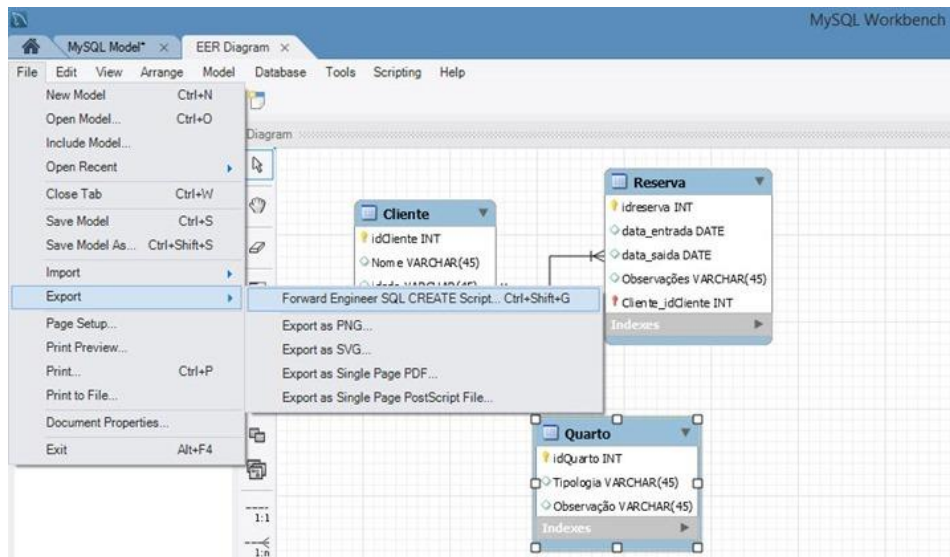 MySQL Workbench
MySQL Model* × EER Diagram ×
File Edit View Arrange Model Database Tools Scripting Help
New Model Ctrl+N
Open Model... Ctrl+O
Include Model...
Open Recent
Close Tab Ctrl+W
Save Model Ctrl+S
Save Model As... Ctrl+Shift+S
Import
Export
Page Setup...
Print Preview...
Print... Ctrl+P
Print to File...
Document Properties...
Exit Alt+F4
Forward Engineer SQL CREATE Script... Ctrl+Shift+G
Export as PNG...
Export as SVG...
Export as Single Page PDF...
Export as Single Page PostScript File...
Diagram
1:1
1:n
Cliente
idCliente INT
Nome VARCHAR(45)
Reserva
idreserva INT
data_entrada DATE
data_saida DATE
Observações VARCHAR(45)
Cliente_idCliente INT
Indexes
Quarto
idQuarto INT
Tipologia VARCHAR(45)
Observação VARCHAR(45)
Indexes